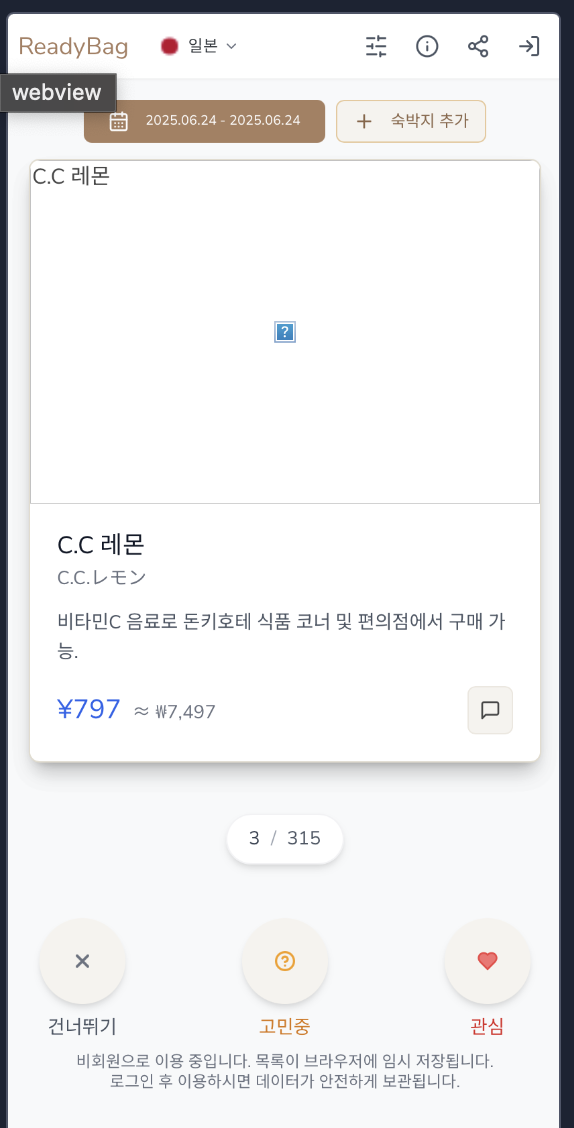 ReadyBag
일본
webview
2025.06.24 - 2025.06.24
+ 숙박지 추가
C.C 레몬
?
C.C 레몬
C.C.レモン
비타민C 음료로 돈키호테 식품 코너 및 편의점에서 구매 가
능.
¥797 ≈ ₩7,497
3 / 315
?
건너뛰기
고민중
관심
비회원으로 이용 중입니다. 목록이 브라우저에 임시 저장됩니다.
로그인 후 이용하시면 데이터가 안전하게 보관됩니다.